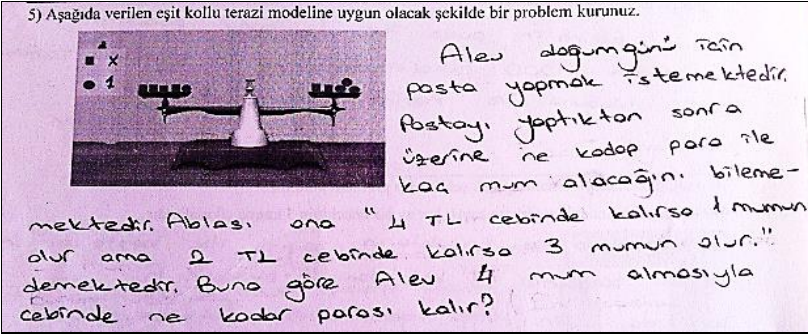 5) Aşağıda verilen eşit kollu terazi modeline uygun olacak şekilde bir problem kurunuz.
x
1
Alev doğum günü için
pasta yapmak istemektedir.
Pastayı yaptıktan sonra
üzerine ne kadar para ile
kaç mum alacağını bileme-
mektedir. Ablası ona "4 TL cebinde kalırsa 1 mumun
olur ama 2 TL cebinde kalırsa 3 mumun olur."
demektedir. Buna göre Alev 4 mum almasıyla
cebinde ne kadar parası kalır?